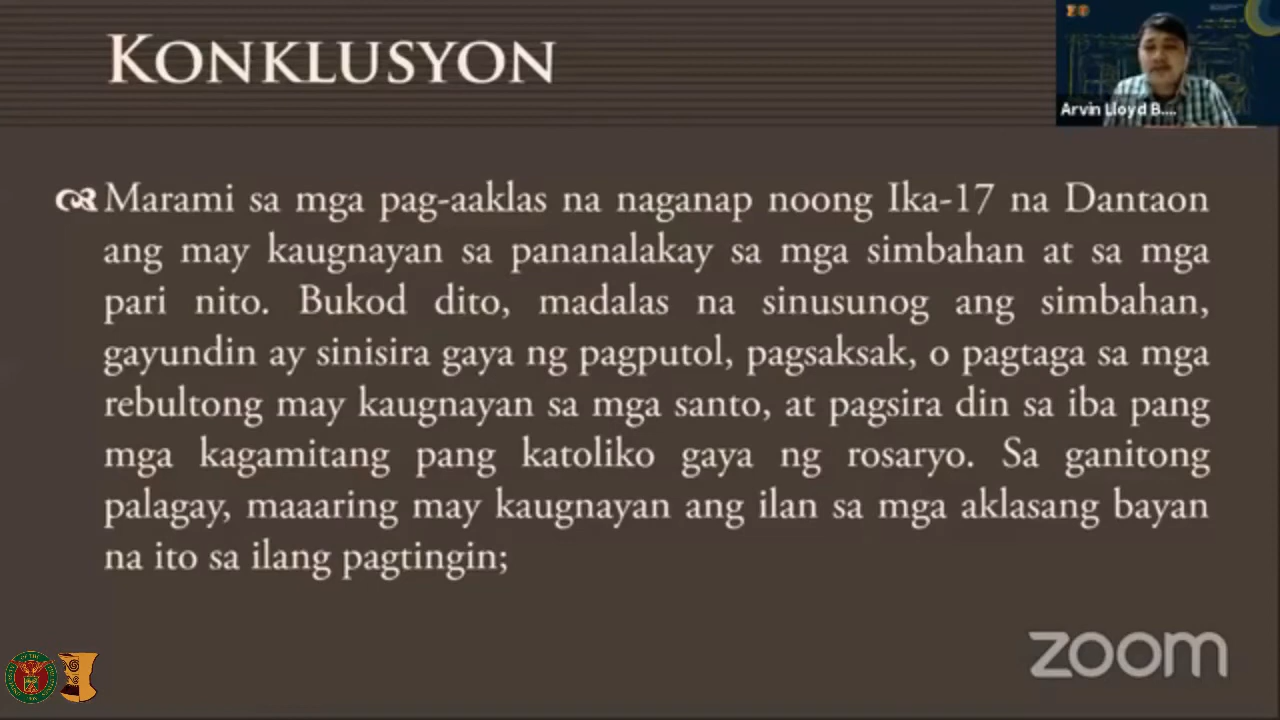 KONKLUSYON
Arvin Lloyd B....
Marami sa mga pag-aaklas na naganap noong Ika-17 na Dantaon
ang may kaugnayan sa pananalakay sa mga simbahan at sa mga
pari nito. Bukod dito, madalas na sinusunog ang simbahan,
gayundin ay sinisira gaya ng pagputol, pagsaksak, o pagtaga sa mga
rebultong may kaugnayan sa mga santo, at pagsira din sa iba pang
mga kagamitang pang katoliko gaya ng rosaryo. Sa ganitong
palagay, maaaring may kaugnayan ang ilan sa mga aklasang bayan
na ito sa ilang pagtingin;
zoom